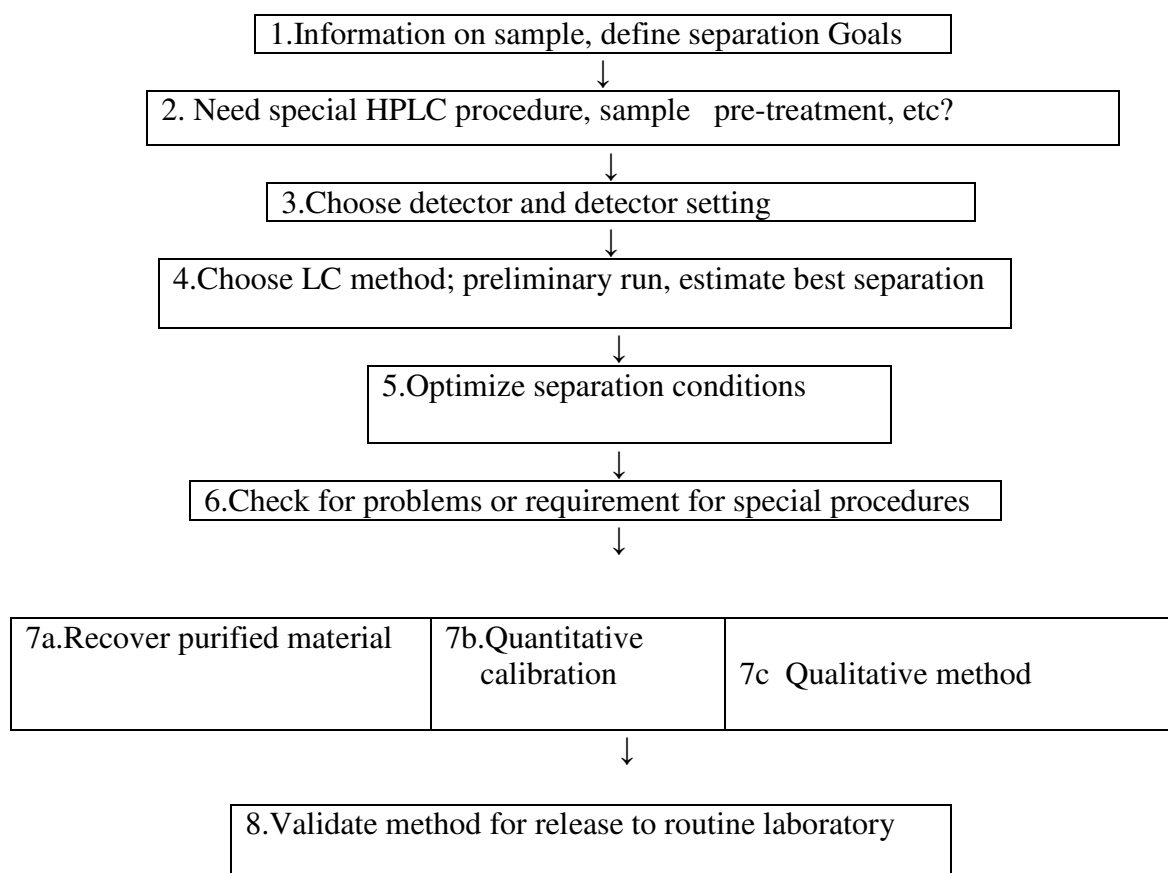 1.Information on sample, define separation Goals
↓
2. Need special HPLC procedure, sample pre-treatment, etc?
↓
3.Choose detector and detector setting
↓
4.Choose LC method; preliminary run, estimate best separation
↓
5.Optimize separation conditions
↓
6.Check for problems or requirement for special procedures
↓
7a.Recover purified material
7b.Quantitative
calibration
7c Qualitative method
↓
8.Validate method for release to routine laboratory